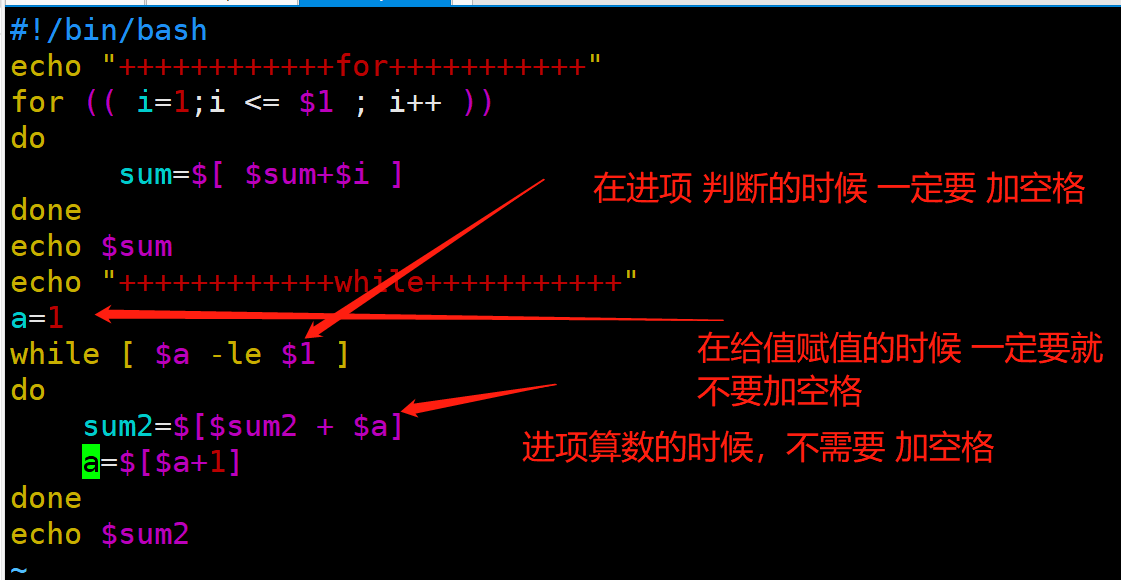 #!/bin/bash
echo "++++++++++++for+++++++++++"
for (( i=1;i <= $1 ; i++ ))
do
sum=$[ $sum+$i ]
在进项 判断的时候 一定要 加空格
done
echo $sum
echo "++++++++++++while+++++++++++"
a=1
while [ $a -le $1 ]
在给值赋值的时候 一定要就
不要加空格
do
sum2=$[$sum2 + $a]
进项算数的时候，不需要 加空格
a=$[$a+1]
done
echo $sum2
~